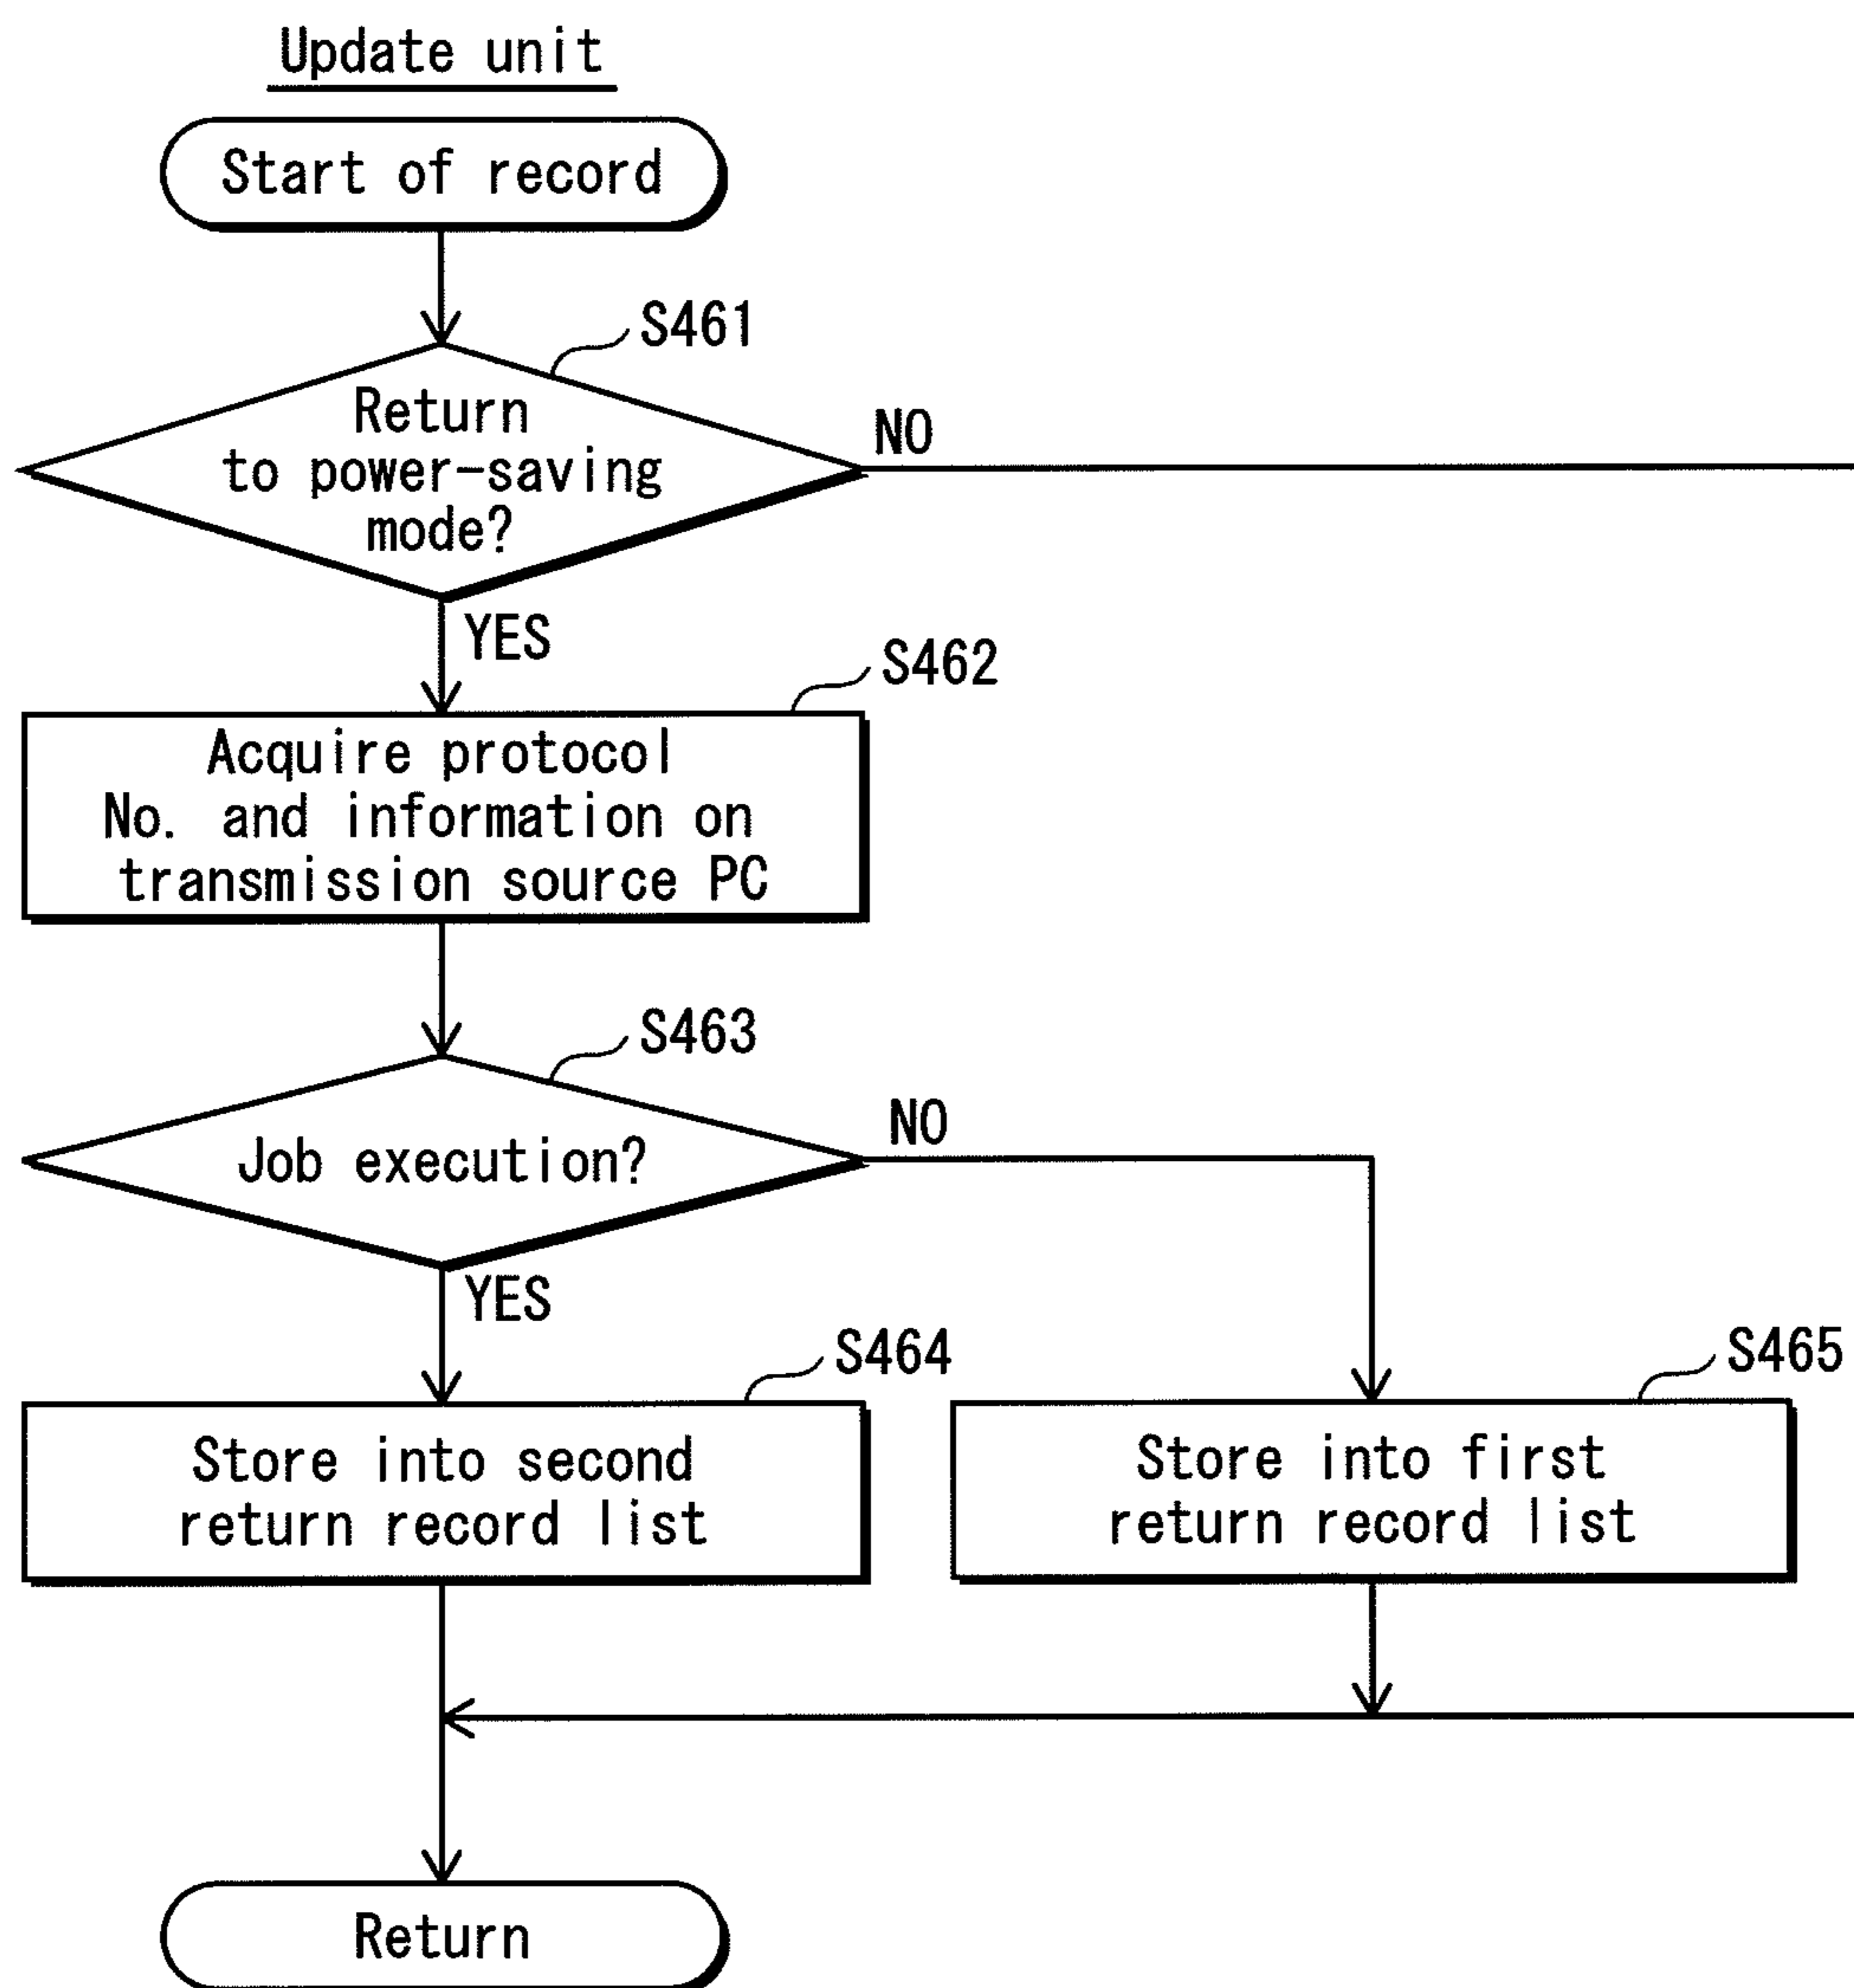 Update unit
Start of record
S461
Return
to power-saving
mode?
NO
YES
S462
Acquire protocol
No. and information on
transmission source PC
S463
Job execution?
NO
YES
S464
Store into second
return record list
S465
Store into first
return record list
Return